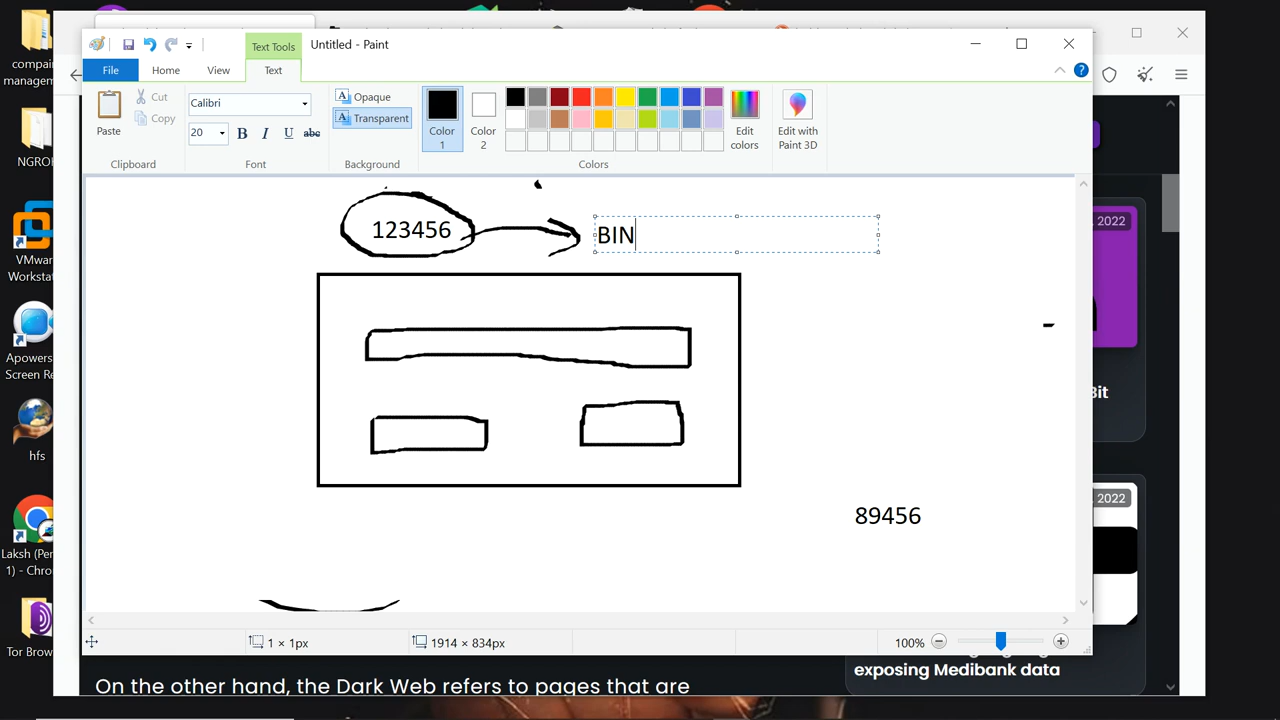 compain
managem
NGRO
VMwar
Workstat
Apowers
Screen Re
hfs
Laksh (Per
1) - Chro
Tor Brow
Text Tools
Untitled - Paint
File
Home
View
Text
Paste
Cut
Copy
Clipboard
Calibri
20
B I U abc
Font
Opaque
Transparent
Background
Color
1
Color
2
Edit
colors
Edit with
Paint 3D
Colors
123456
BIN
89456
1 × 1px
1914 × 834px
100%
2022
Bit
2022
exposing Medibank data
On the other hand, the Dark Web refers to pages that are